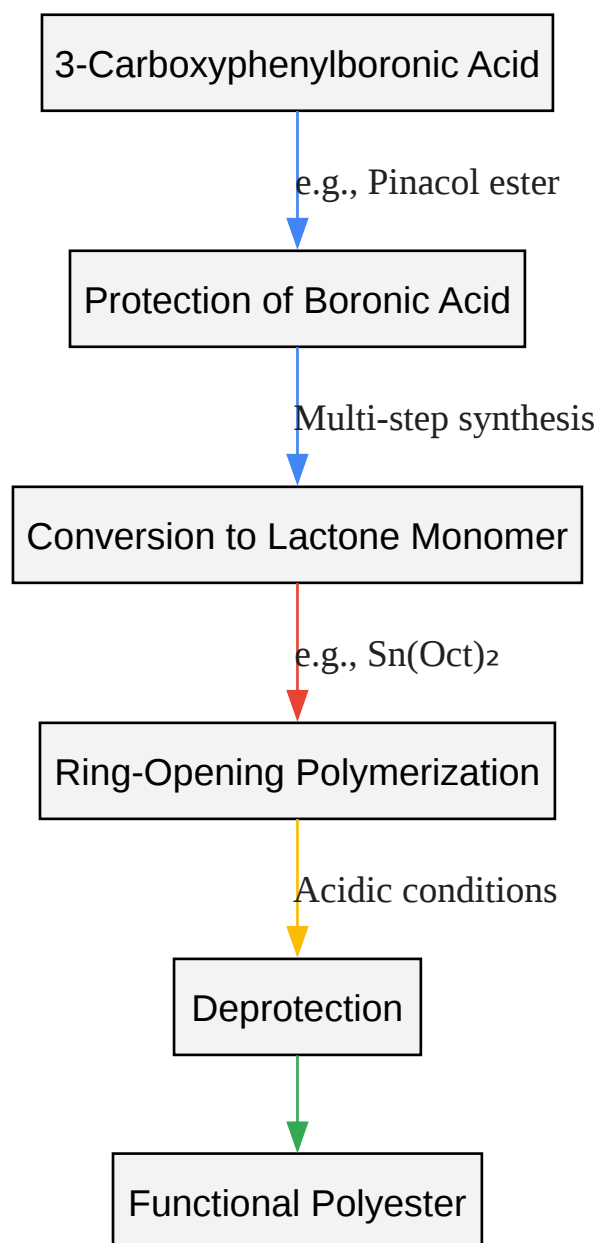 3-Carboxyphenylboronic Acid
e.g., Pinacol ester
Protection of Boronic Acid
Multi-step synthesis
Conversion to Lactone Monomer
e.g., Sn(Oct)₂
Ring-Opening Polymerization
Acidic conditions
Deprotection
Functional Polyester